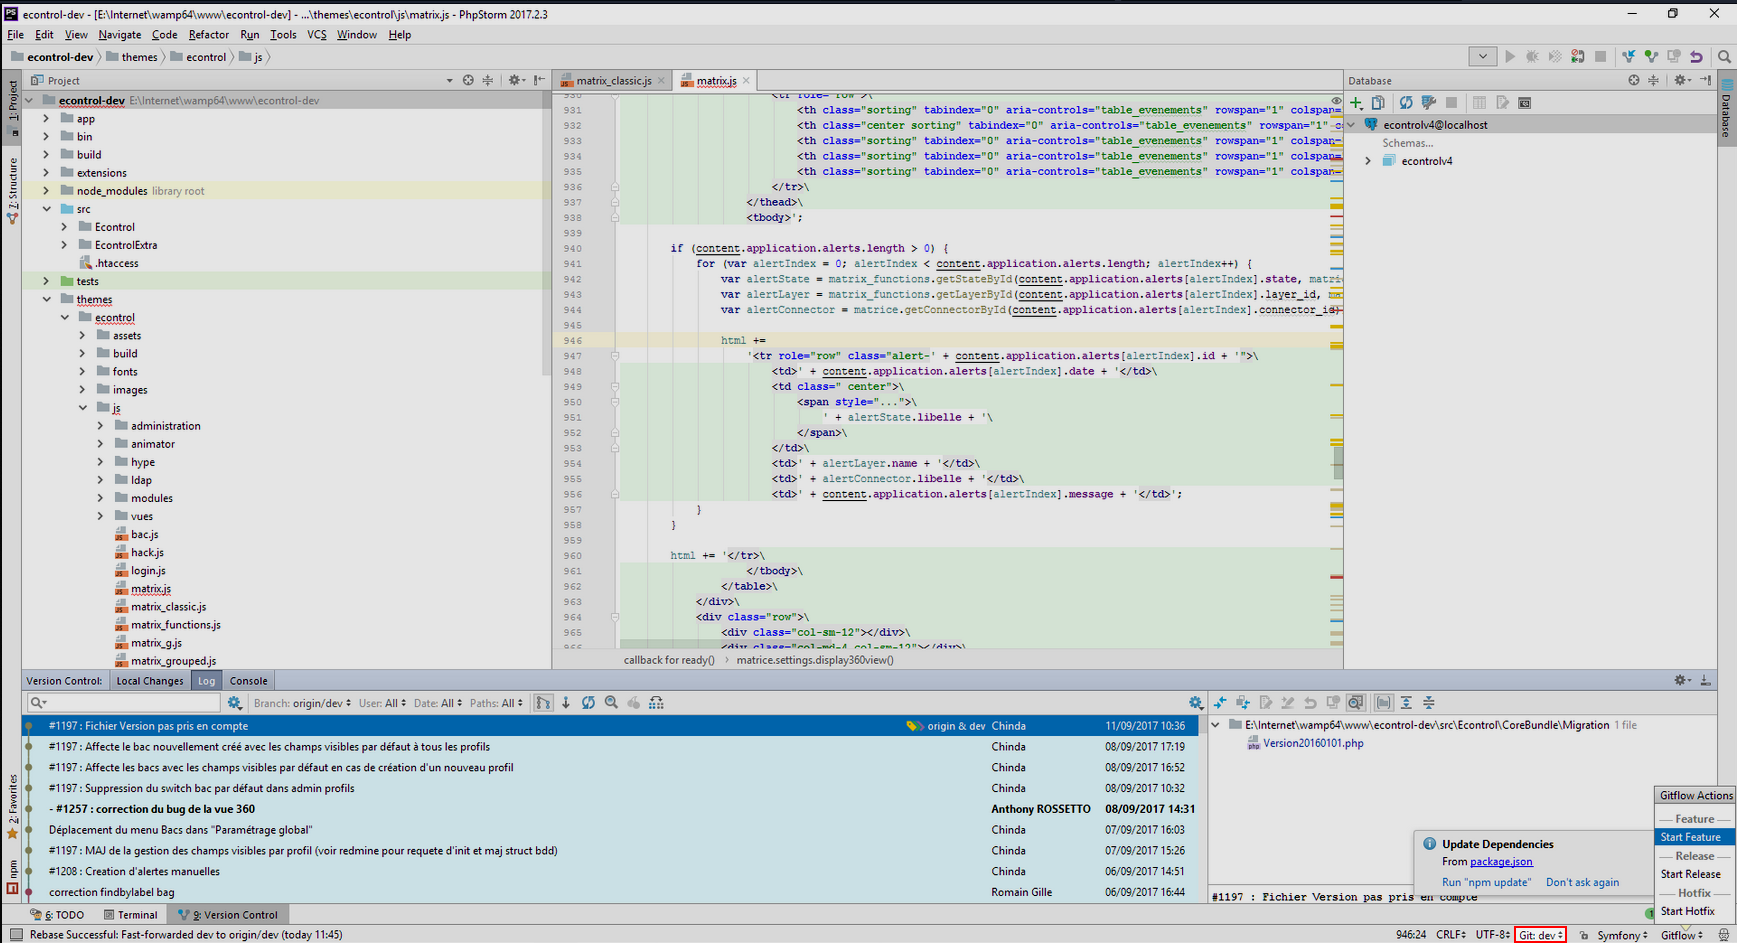 econtrol-dev - [E:\Internet\wamp64\www\econtrol-dev] - ...\themes\econtrol\js\matrix.js - PhpStorm 2017.2.3
File Edit View Navigate Code Refactor Run Tools VCS Window Help
econtrol-dev themes econtrol js
1: Project
7: Structure
2: Favorites
npm
Project
econtrol-dev E:\Internet\wamp64\www\econtrol-dev
app
bin
build
extensions
node_modules library root
src
Econtrol
EcontrolExtra
.htaccess
tests
themes
econtrol
assets
build
fonts
images
js
administration
animator
hype
ldap
modules
vues
bac.js
hack.js
login.js
matrix.js
matrix_classic.js
matrix_functions.js
matrix_g.js
matrix_grouped.js
matrix_classic.js matrix.js
<tr role="row">\
931 <th class="sorting" tabindex="0" aria-controls="table_evenements" rowspan="1" colspan=
932 <th class="center sorting" tabindex="0" aria-controls="table_evenements" rowspan="1" c
933 <th class="sorting" tabindex="0" aria-controls="table_evenements" rowspan="1" colspan=
934 <th class="sorting" tabindex="0" aria-controls="table_evenements" rowspan="1" colspan=
935 <th class="sorting" tabindex="0" aria-controls="table_evenements" rowspan="1" colspan=
936 </tr>\
937 </thead>\
938 <tbody>';
939
940 if (content.application.alerts.length > 0) {
941 for (var alertIndex = 0; alertIndex < content.application.alerts.length; alertIndex++) {
942 var alertState = matrix_functions.getStateById(content.application.alerts[alertIndex].state, matri
943 var alertLayer = matrix_functions.getLayerById(content.application.alerts[alertIndex].layer_id,
944 var alertConnector = matrice.getConnectorById(content.application.alerts[alertIndex].connector_id)
945
946 html +=
947 '<tr role="row" class="alert-' + content.application.alerts[alertIndex].id + '">\
948 <td>' + content.application.alerts[alertIndex].date + '</td>\
949 <td class=" center">\
950 <span style="...">\
951 ' + alertState.libelle + '\
952 </span>\
953 </td>\
954 <td>' + alertLayer.name + '</td>\
955 <td>' + alertConnector.libelle + '</td>\
956 <td>' + content.application.alerts[alertIndex].message + '</td>';
957 }
958 }
959
960 html += '</tr>\
961 </tbody>\
962 </table>\
963 </div>\
964 <div class="row">\
965 <div class="col-sm-12"></div>\
966 <div class="col-md-4 col-sm-12"></div>\
callback for ready() matrice.settings.display360view()
Database
econtrolv4@localhost
Schemas...
econtrolv4
Database
Version Control: Local Changes Log Console
Branch: origin/dev User: All Date: All Paths: All
#1197 : Fichier Version pas pris en compte origin & dev Chinda 11/09/2017 10:36
#1197 : Affecte le bac nouvellement créé avec les champs visibles par défaut à tous les profils Chinda 08/09/2017 17:19
#1197 : Affecte les bacs avec les champs visibles par défaut en cas de création d'un nouveau profil Chinda 08/09/2017 16:52
#1197 : Suppression du switch bac par défaut dans admin profils Chinda 08/09/2017 10:32
- #1257 : correction du bug de la vue 360 Anthony ROSSETTO 08/09/2017 14:31
Déplacement du menu Bacs dans "Paramétrage global" Chinda 07/09/2017 16:03
#1197 : MAJ de la gestion des champs visibles par profil (voir redmine pour requete d'init et maj struct bdd) Chinda 07/09/2017 15:26
#1208 : Creation d'alertes manuelles Chinda 06/09/2017 14:51
correction findbylabel bag Romain Gille 06/09/2017 16:44
E:\Internet\wamp64\www\econtrol-dev\src\Econtrol\CoreBundle\Migration 1 file
Version20160101.php
#1197 : Fichier Version pas pris en compte
Update Dependencies
From package.json
Run "npm update" Don't ask again
Gitflow Actions
Feature
Start Feature
Release
Start Release
Hotfix
Start Hotfix
6: TODO Terminal 9: Version Control
1
Rebase Successful: Fast-forwarded dev to origin/dev (today 11:45)
946:24 CRLF UTF-8 Git: dev Symfony Gitflow